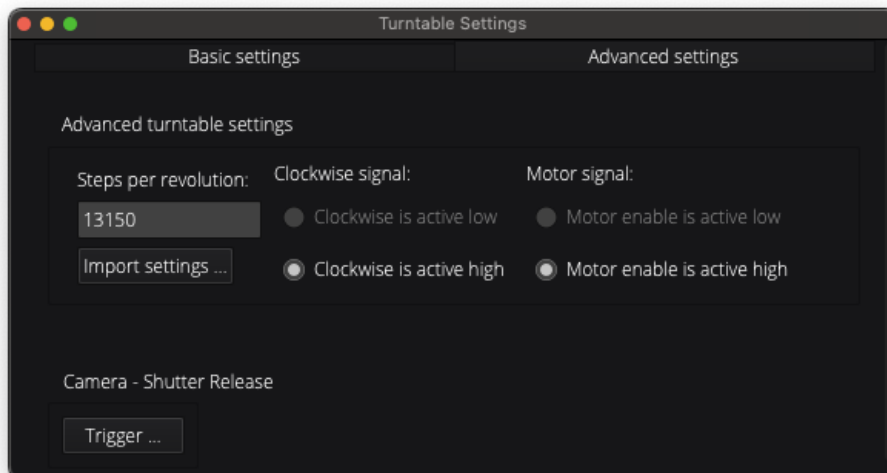 Turntable Settings
Basic settings
Advanced settings
Advanced turntable settings
Steps per revolution:
Clockwise signal:
Motor signal:
13150
Clockwise is active low
Motor enable is active low
Import settings ...
Clockwise is active high
Motor enable is active high
Camera - Shutter Release
Trigger ...